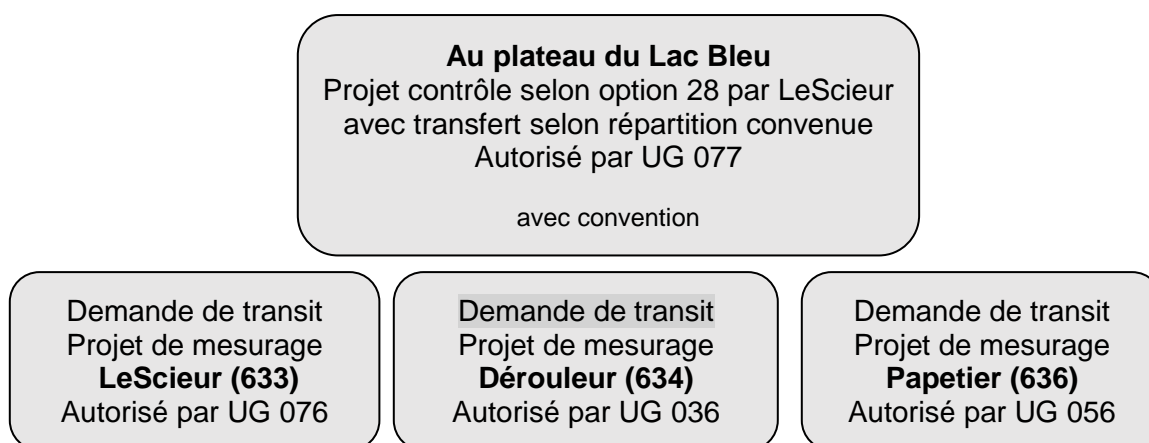 Au plateau du Lac Bleu
Projet contrôle selon option 28 par LeScieur
avec transfert selon répartition convenue
Autorisé par UG 077
avec convention
Demande de transit
Projet de mesurage
LeScieur (633)
Autorisé par UG 076
Demande de transit
Projet de mesurage
Dérouleur (634)
Autorisé par UG 036
Demande de transit
Projet de mesurage
Papetier (636)
Autorisé par UG 056